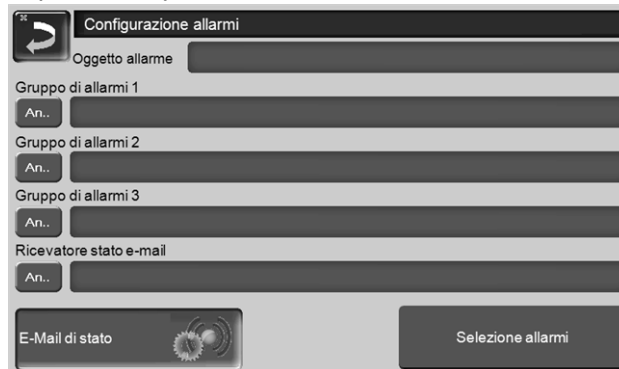 Configurazione allarmi
Oggetto allarme
Gruppo di allarmi 1
An..
Gruppo di allarmi 2
An..
Gruppo di allarmi 3
An..
Ricevatore stato e-mail
An..
E-Mail di stato
Selezione allarmi